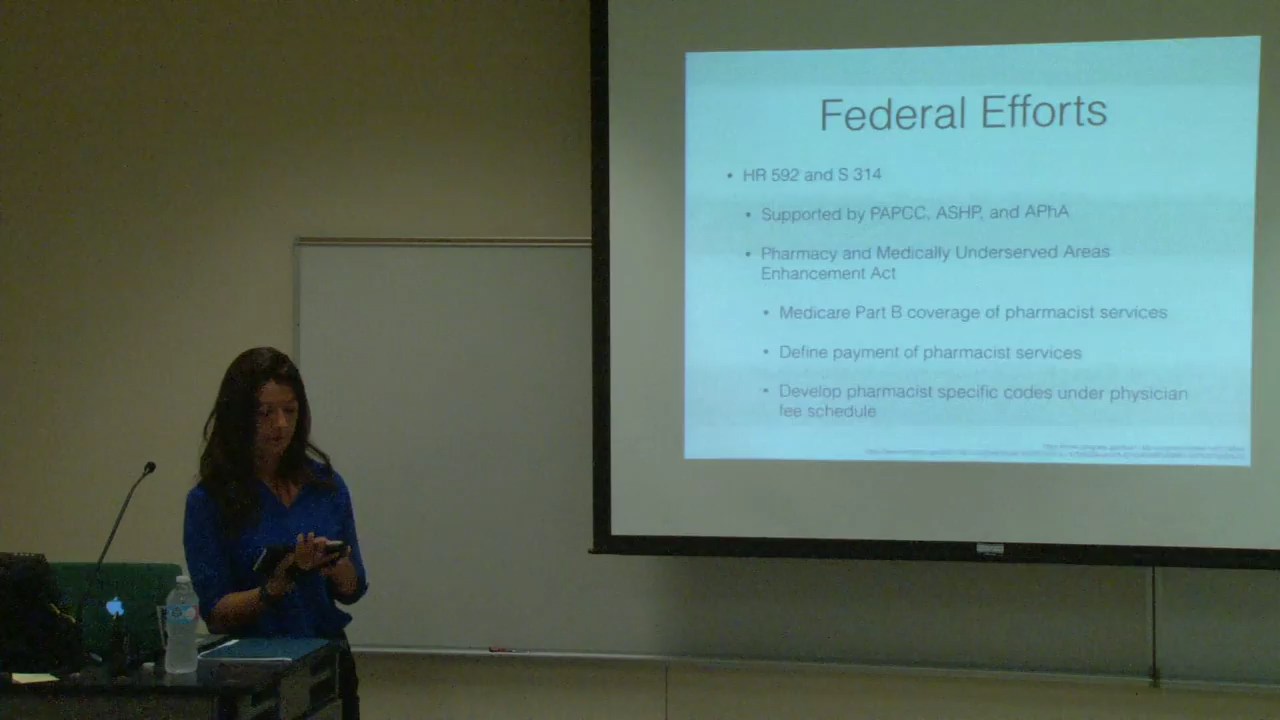 Federal Efforts
• HR 592 and S 314
• Supported by PAPCC, ASHP, and APhA
• Pharmacy and Medically Underserved Areas
Enhancement Act
• Medicare Part B coverage of pharmacist services
• Define payment of pharmacist services
• Develop pharmacist specific codes under physician
fee schedule